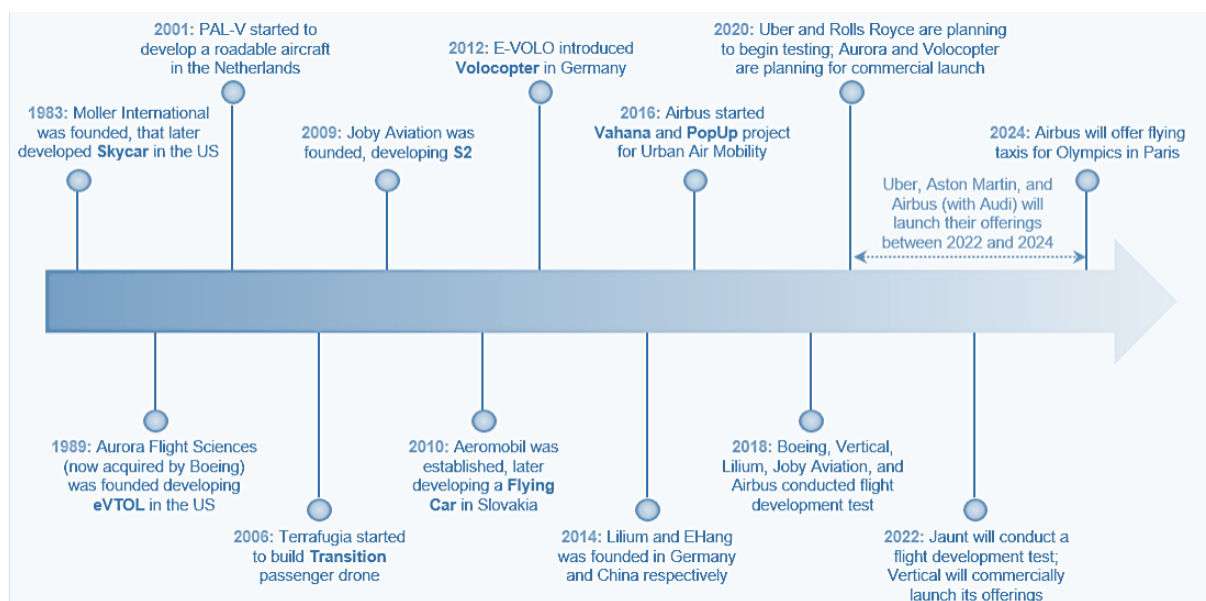 2001: PAL-V started to
develop a roadable aircraft
in the Netherlands
2012: E-VOLO introduced
Volocopter in Germany
2020: Uber and Rolls Royce are planning
to begin testing; Aurora and Volocopter
are planning for commercial launch
1983: Moller International
was founded, that later
developed Skycar in the US
2009: Joby Aviation was
founded, developing S2
2016: Airbus started
Vahana and PopUp project
for Urban Air Mobility
2024: Airbus will offer flying
taxis for Olympics in Paris
Uber, Aston Martin, and
Airbus (with Audi) will
launch their offerings
between 2022 and 2024
1989: Aurora Flight Sciences
(now acquired by Boeing)
was founded developing
eVTOL in the US
2010: Aeromobil was
established, later
developing a Flying
Car in Slovakia
2018: Boeing, Vertical,
Lilium, Joby Aviation, and
Airbus conducted flight
development test
2006: Terrafugia started
to build Transition
passenger drone
2014: Lilium and EHang
was founded in Germany
and China respectively
2022: Jaunt will conduct a
flight development test;
Vertical will commercially
launch its offerings